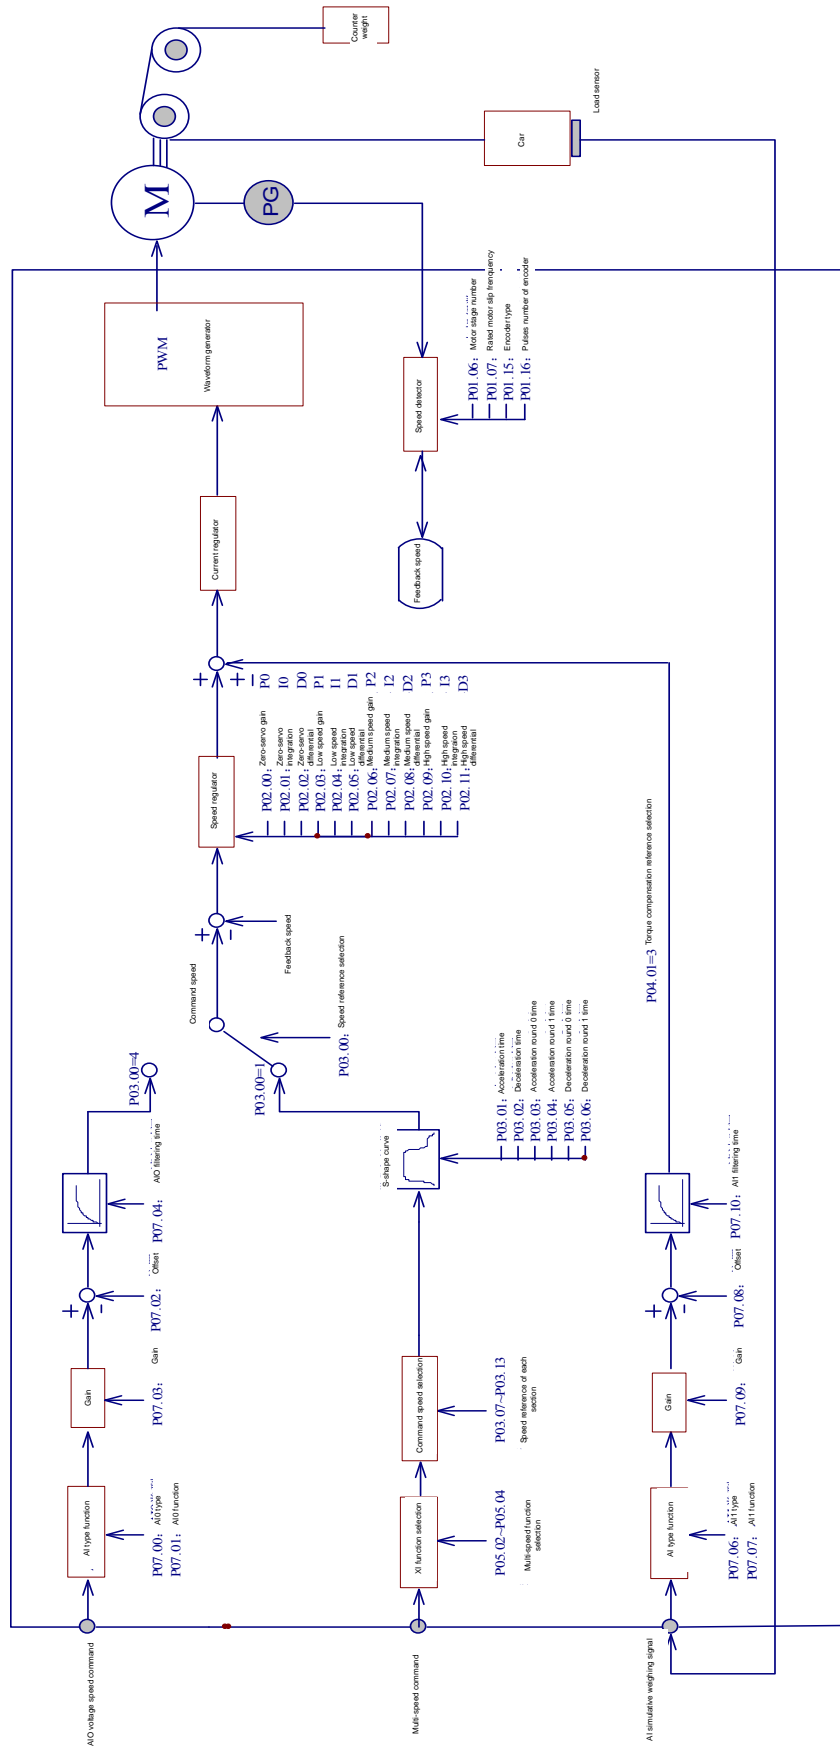 Counter
weight
Load sensor
Car
M
PG
PWM
Waveform generator
P01.06: Motor stage number
P01.07: Rated motor slip frenquency
P01.15: Encoder type
P01.16: Pulses number of encoder
Speed detector
Feedback speed
Current regulator
+
+
-
P0
I0
D0
P1
I1
D1
P2
I2
D2
P3
I3
D3
Speed regulator
P02.00: Zero-servo gain
P02.01: Zero-servo
integration
P02.02: Zero-servo
differential
P02.03: Low speed gain
P02.04: Low speed
integration
P02.05: Low speed
differential
P02.06: Medium speed gain
P02.07: Medium speed
integration
P02.08: Medium speed
differential
P02.09: High speed gain
P02.10: High speed
integraion
P02.11: High speed
differential
+
-
Feedback speed
Command speed
P03.00: Speed reference selection
P03.00=4
P03.00=1
S-shape curve
P03.01: Acceleration time
P03.02: Deceleration time
P03.03: Acceleration round 0 time
P03.04: Acceleration round 1 time
P03.05: Deceleration round 0 time
P03.06: Deceleration round 1 time
P04.01=3 Torque compensation reference selection
P07.04: AIO filtering time
+
-
P07.02: Offset
Gain
P07.03: Gain
AI type function
P07.00: AI0 type
P07.01: AI0 function
AIO voltage speed command
Command speed selection
P03.07~P03.13
Speed reference of each
section
XI function selection
P05.02~P05.04
Multi-speed function
selection
Multi-speed command
P07.10: AI1 filtering time
+
-
P07.08: Offset
Gain
P07.09: Gain
AI type function
P07.06: AI1 type
P07.07: AI1 function
AI simulative weighing signal